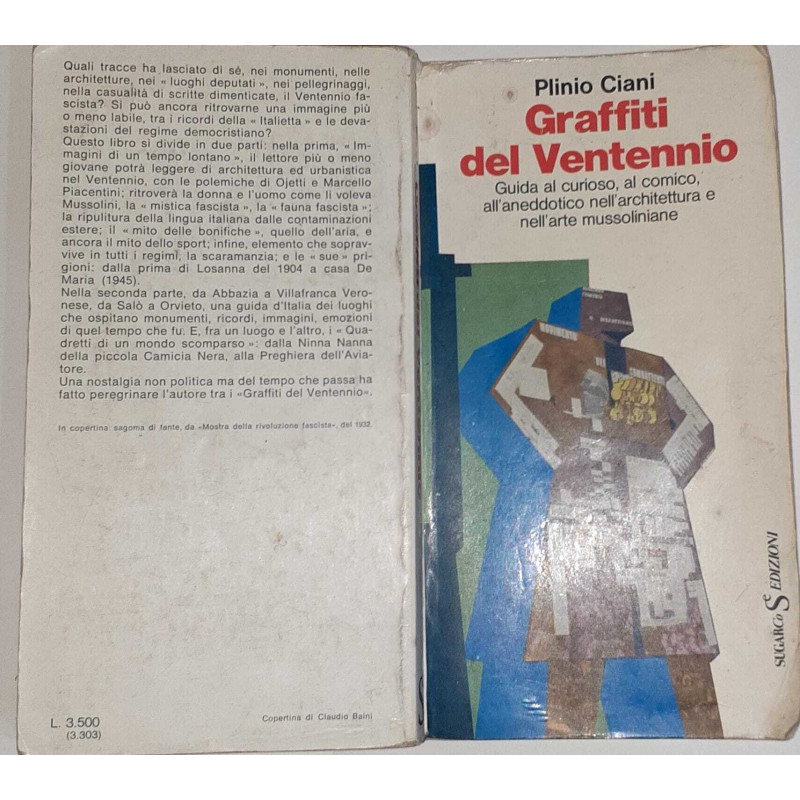 Quali tracce ha lasciato di sé, nei monumenti, nelle
architetture, nei « luoghi deputati », nei pellegrinaggi,
nella casualità di scritte dimenticate, il Ventennio fa-
scista? Si può ancora ritrovarne una immagine più
o meno labile, tra i ricordi della « Italietta » e le deva-
stazioni del regime democristiano?
Questo libro si divide in due parti: nella prima, « Im-
magini di un tempo lontano », il lettore più o meno
giovane potrà leggere di architettura ed urbanistica
nel Ventennio, con le polemiche di Ojetti e Marcello
Piacentini; ritroverà la donna e l'uomo come li voleva
Mussolini, la « mistica fascista », la « fauna fascista »;
la ripulitura della lingua italiana dalle contaminazioni
estere; il « mito delle bonifiche », quello dell'aria, e
ancora il mito dello sport; infine, elemento che soprav-
vive in tutti i regimi, la scaramanzia; e le « sue » pri-
gioni: dalla prima di Losanna del 1904 a casa De
Maria (1945).
Nella seconda parte, da Abbazia a Villafranca Vero-
nese, da Salò a Orvieto, una guida d'Italia dei luoghi
che ospitano monumenti, ricordi, immagini, emozioni
di quel tempo che fu. E, fra un luogo e l'altro, i « Qua-
dretti di un mondo scomparso »: dalla Ninna Nanna
della piccola Camicia Nera, alla Preghiera dell'Avia-
tore.
Una nostalgia non politica ma del tempo che passa ha
fatto peregrinare l'autore tra i «Graffiti del Ventennio».
In copertina: sagoma di fante, da «Mostra della rivoluzione fascista», del 1932.
L. 3.500
(3.303)
Copertina di Claudio Baini
Plinio Ciani
Graffiti
del Ventennio
Guida al curioso, al comico,
all'aneddotico nell'architettura e
nell'arte mussoliniane
SUGARCo EDIZIONI